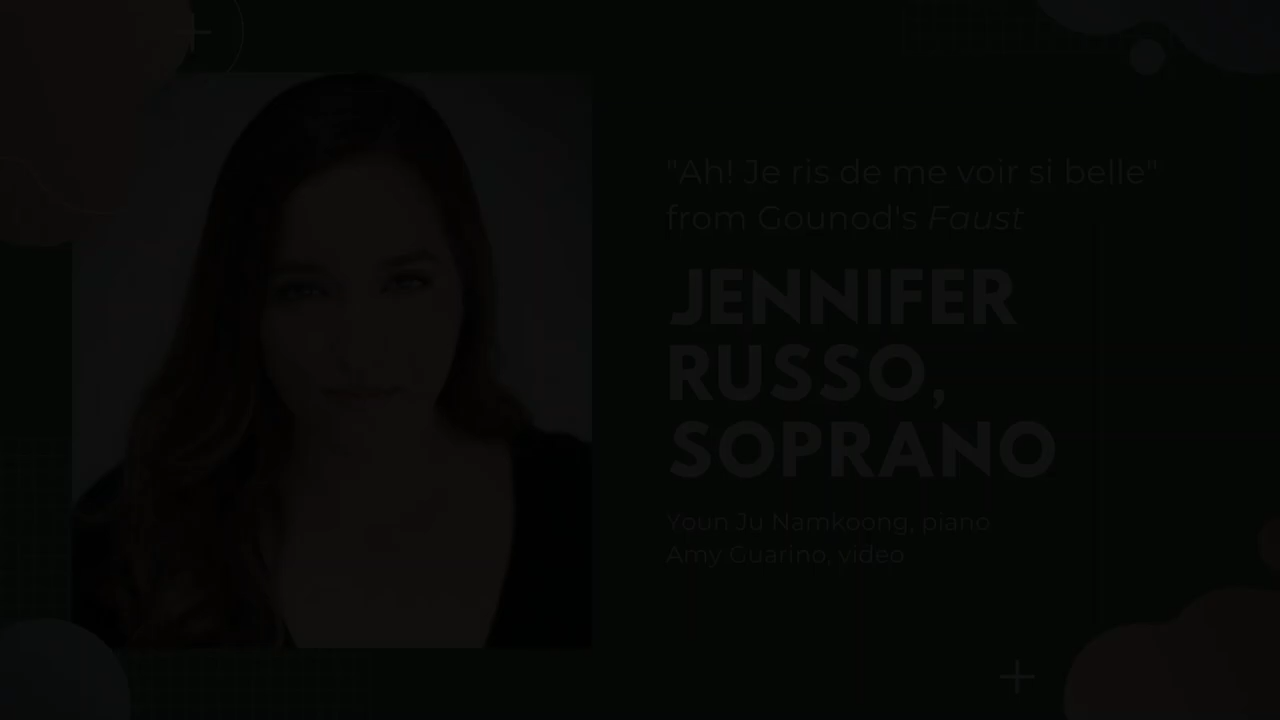 "Ah! Je ris de me voir si belle"
from Gounod's Faust
JENNIFER
RUSSO,
SOPRANO
Youn Ju Namkoong, piano
Amy Guarino, video